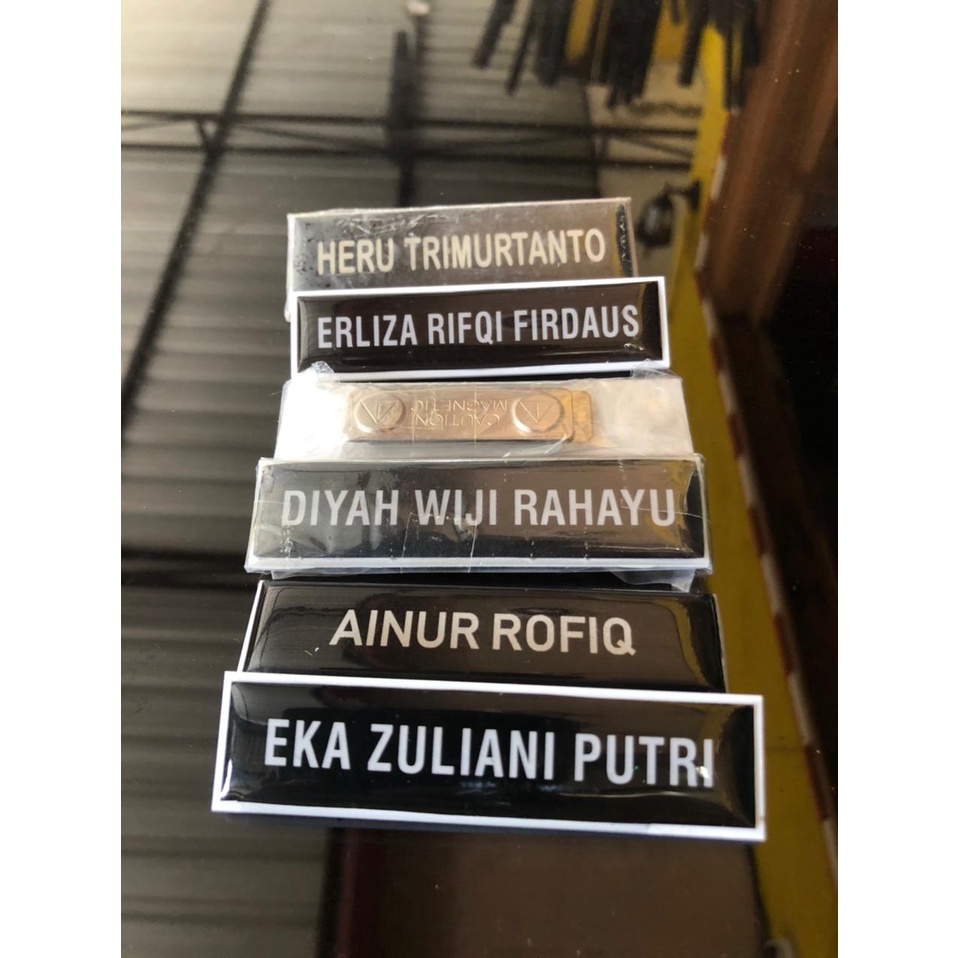 HERU TRIMURTANTO
ERLIZA RIFQI FIRDAUS
CAUTION
MAGNETIC
DIYAH WIJI RAHAYU
AINUR ROFIQ
EKA ZULIANI PUTRI